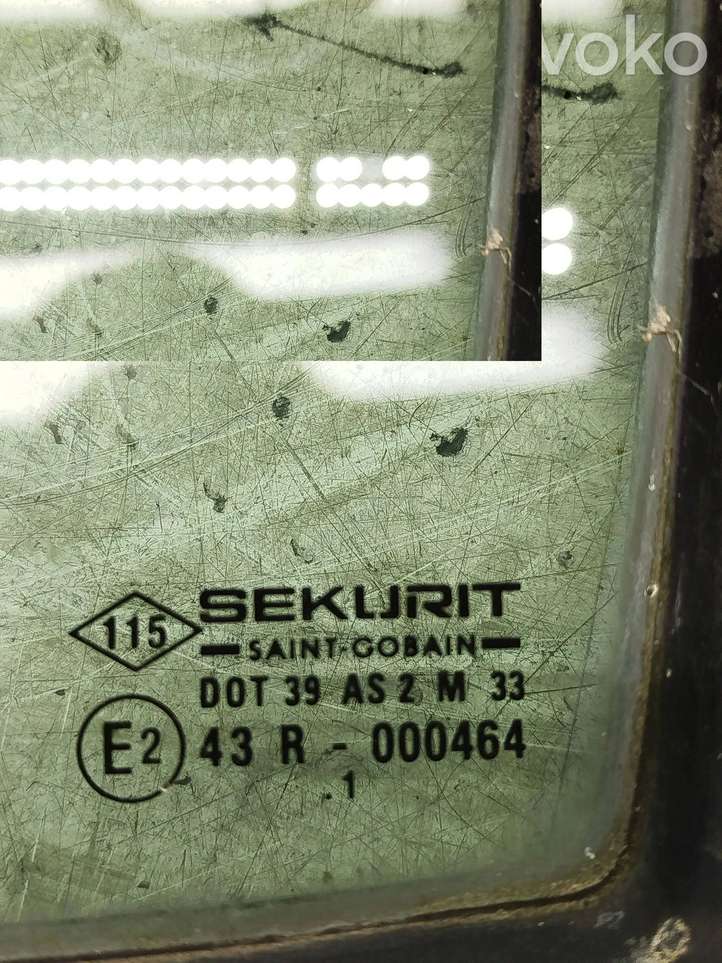 voko
115
SEKURIT
SAINT-GOBAIN
DOT 39 AS 2 M 33
E2 43 R - 000464
.1